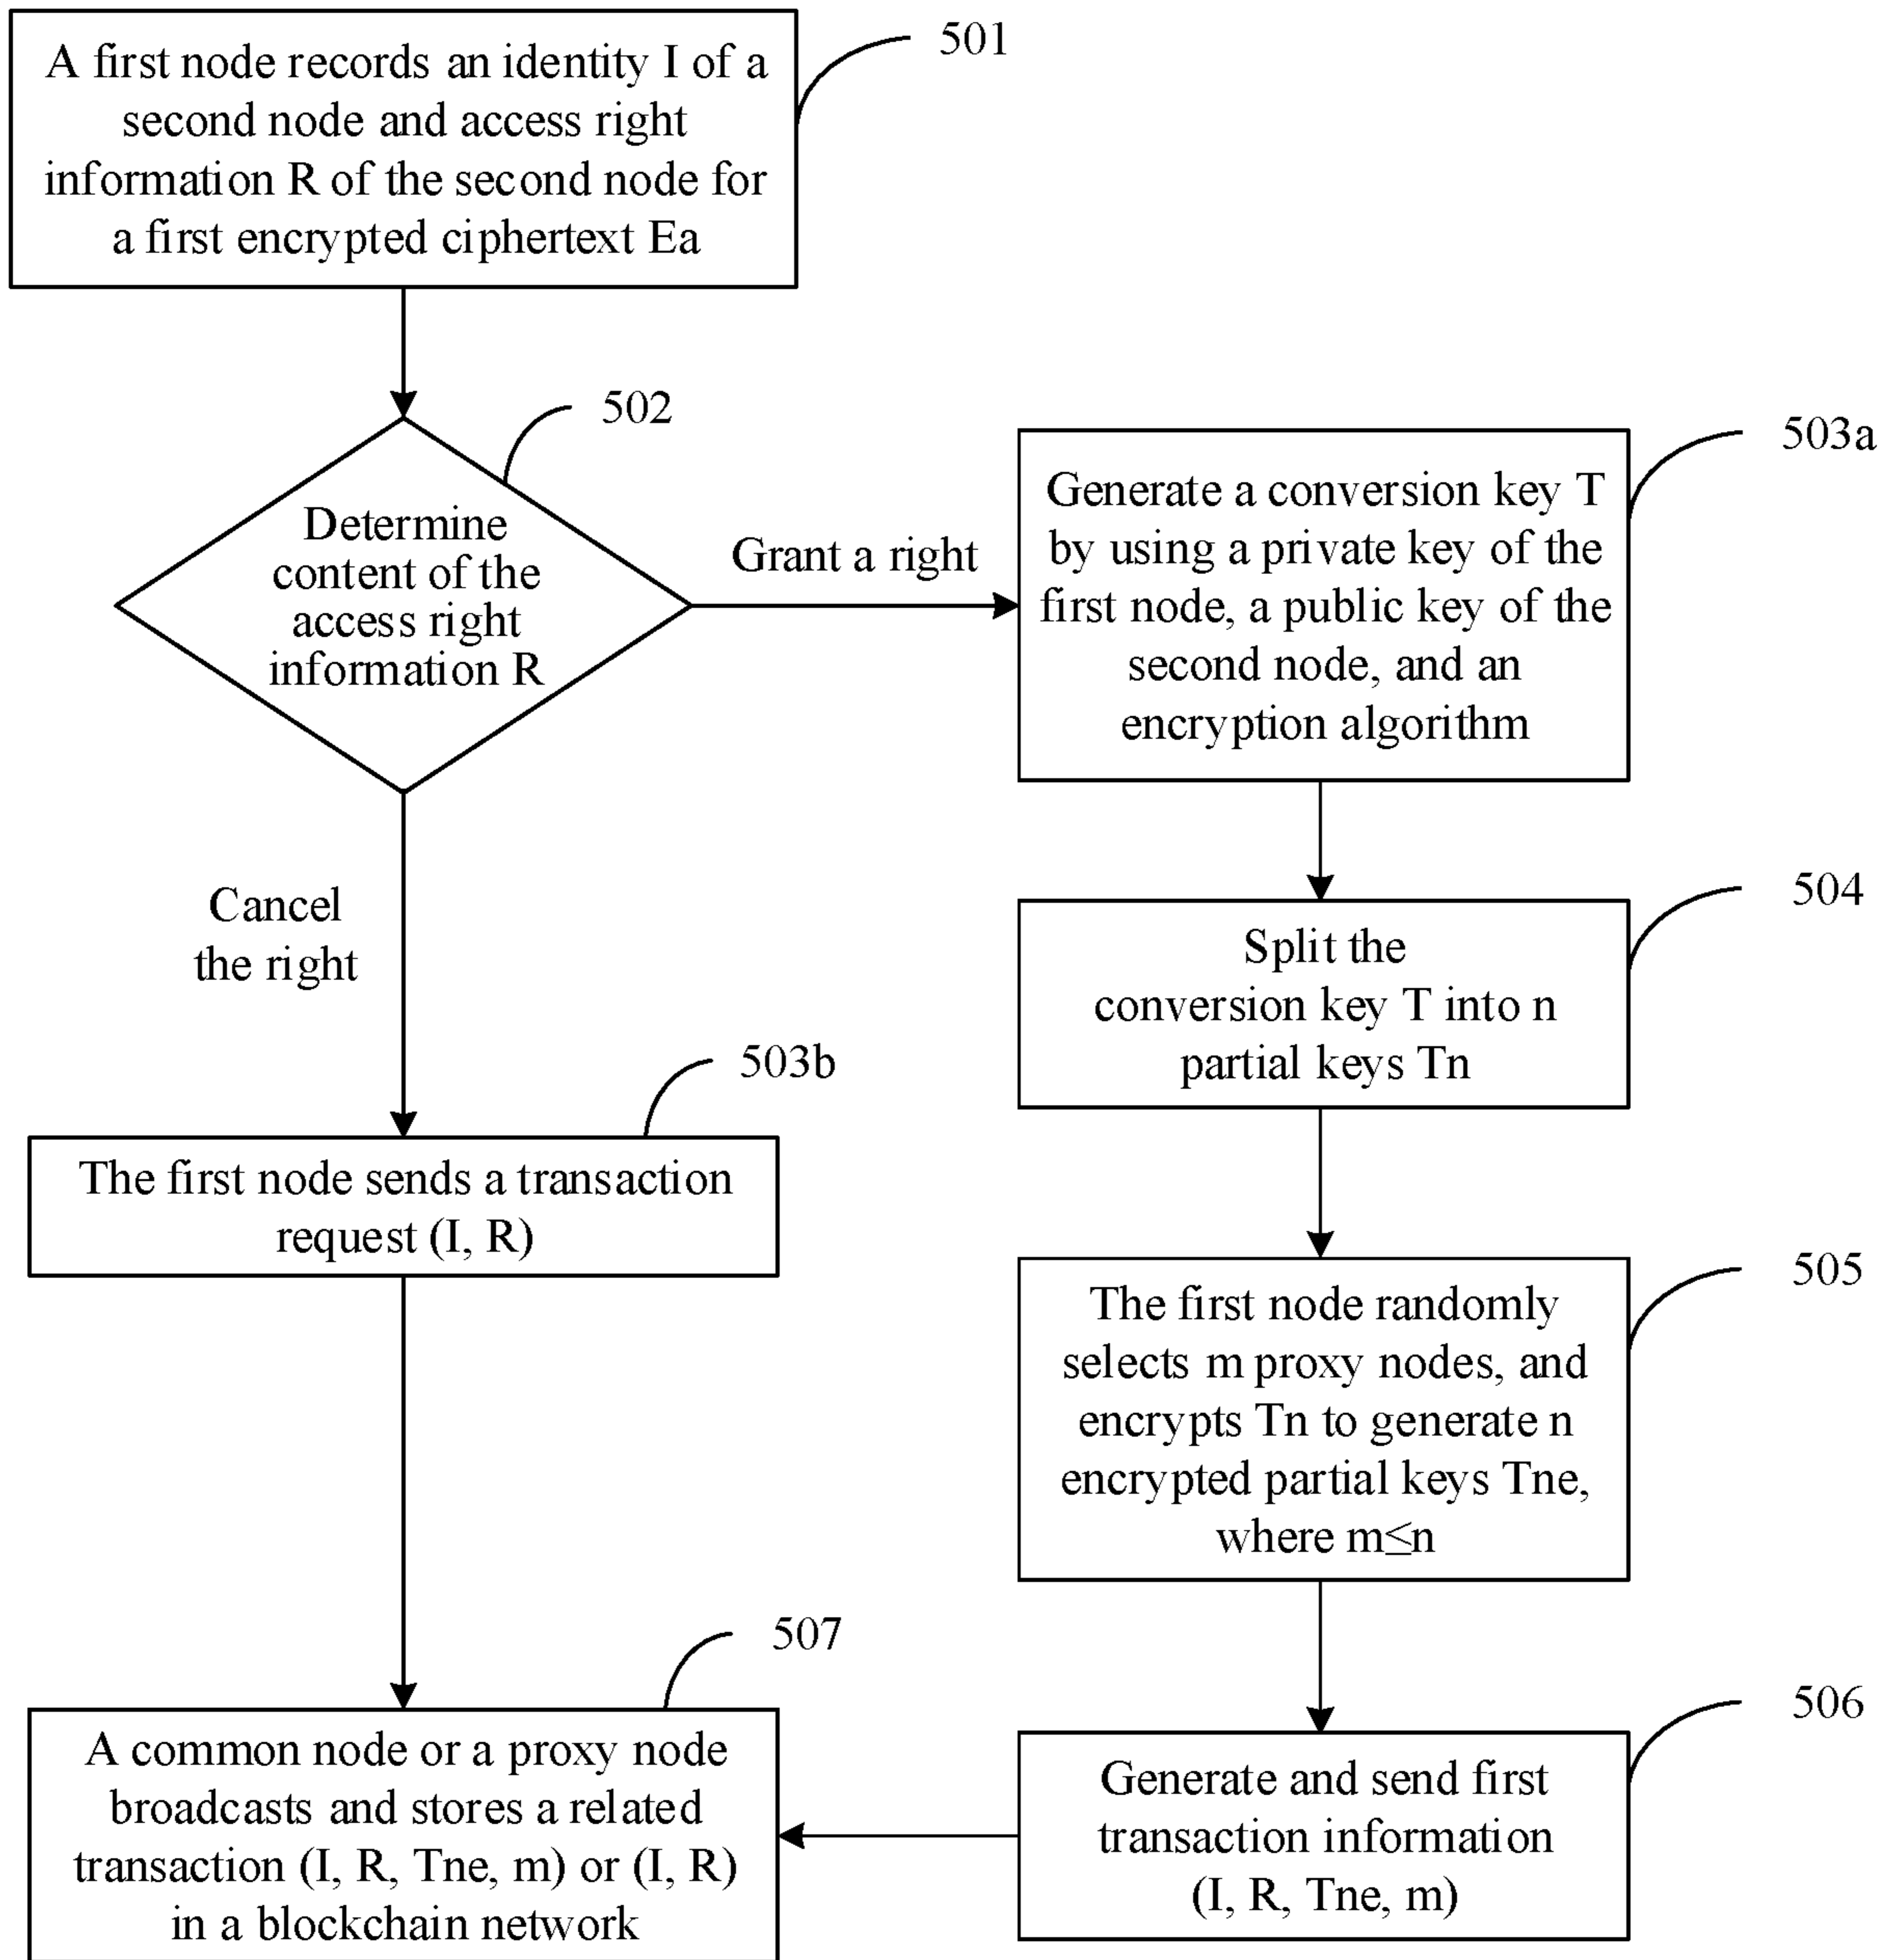 A first node records an identity I of a
second node and access right
information R of the second node for
a first encrypted ciphertext Ea
501
502
Determine
content of the
access right
information R
Grant a right
503a
Generate a conversion key T
by using a private key of the
first node, a public key of the
second node, and an
encryption algorithm
Cancel
the right
504
Split the
conversion key T into n
partial keys Tn
503b
The first node sends a transaction
request (I, R)
505
The first node randomly
selects m proxy nodes, and
encrypts Tn to generate n
encrypted partial keys Tne,
where m≤n
506
Generate and send first
transaction information
(I, R, Tne, m)
507
A common node or a proxy node
broadcasts and stores a related
transaction (I, R, Tne, m) or (I, R)
in a blockchain network